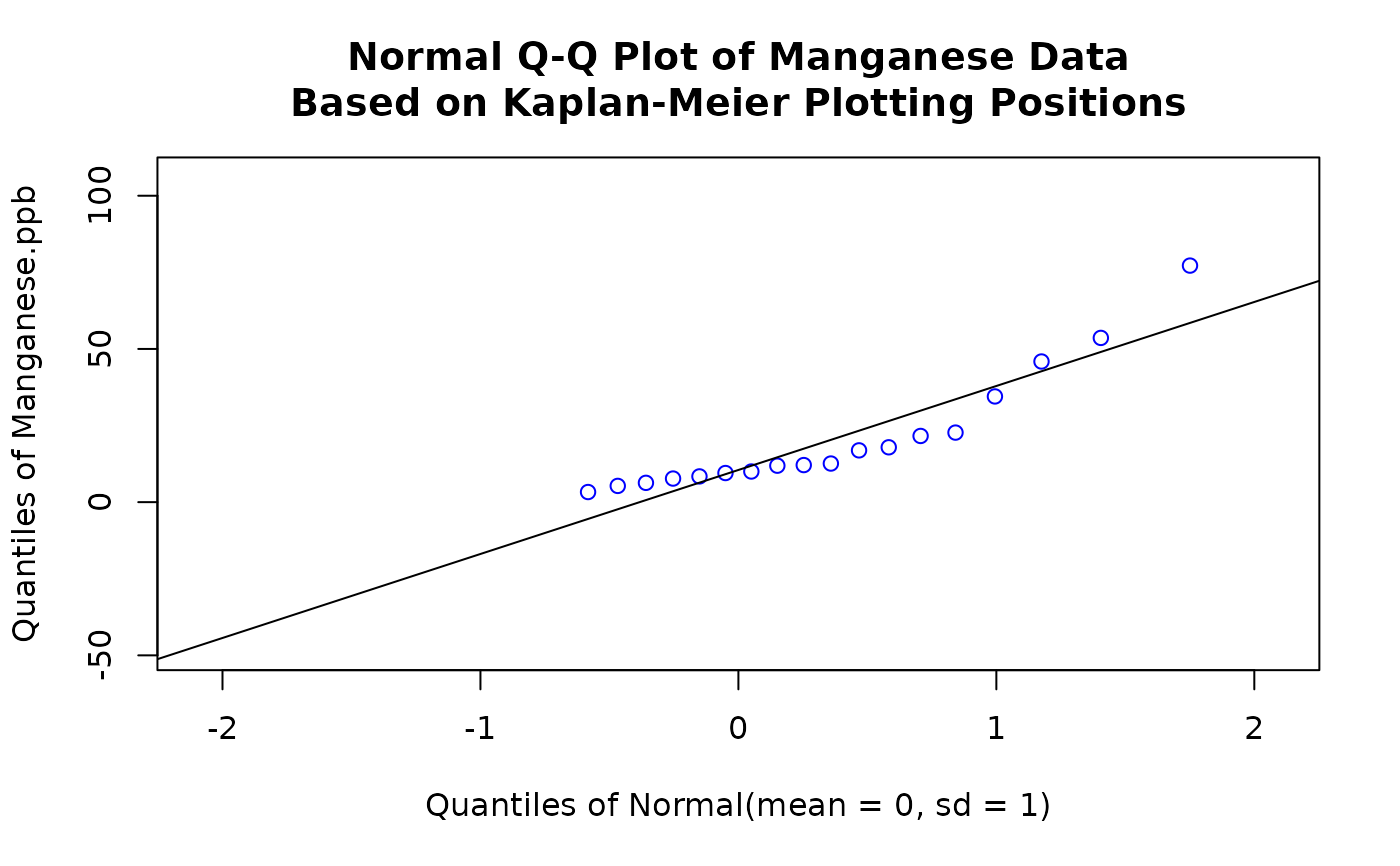 Normal Q-Q Plot of Manganese Data
Based on Kaplan-Meier Plotting Positions
Quantiles of Manganese.ppb
100
50
0
-50
-2 -1 0 1 2
Quantiles of Normal(mean = 0, sd = 1)